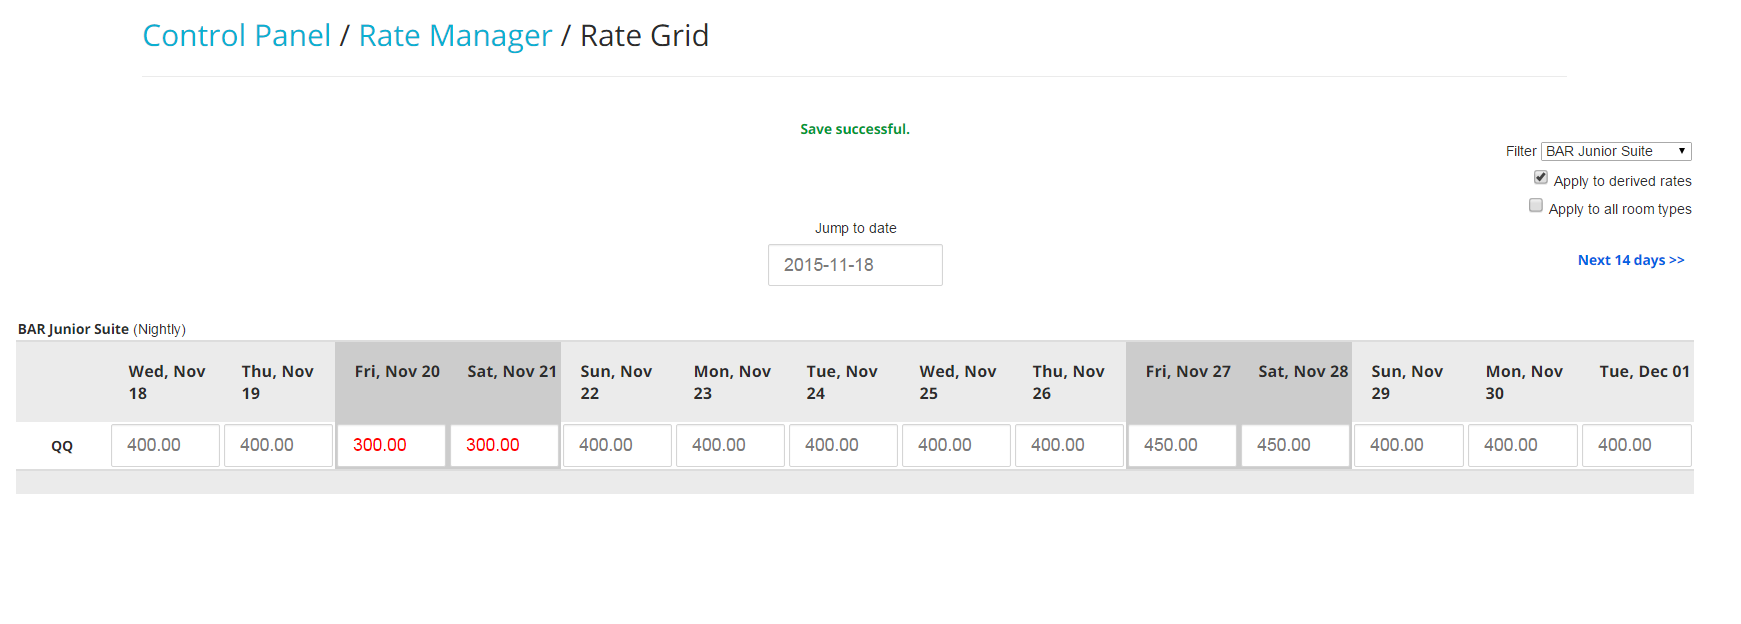 Control Panel / Rate Manager / Rate Grid
Save successful.
Filter BAR Junior Suite
Apply to derived rates
Apply to all room types
Jump to date
2015-11-18
Next 14 days >>
BAR Junior Suite (Nightly)
Wed, Nov 18 Thu, Nov 19 Fri, Nov 20 Sat, Nov 21 Sun, Nov 22 Mon, Nov 23 Tue, Nov 24 Wed, Nov 25 Thu, Nov 26 Fri, Nov 27 Sat, Nov 28 Sun, Nov 29 Mon, Nov 30 Tue, Dec 01
QQ 400.00 400.00 300.00 300.00 400.00 400.00 400.00 400.00 400.00 450.00 450.00 400.00 400.00 400.00